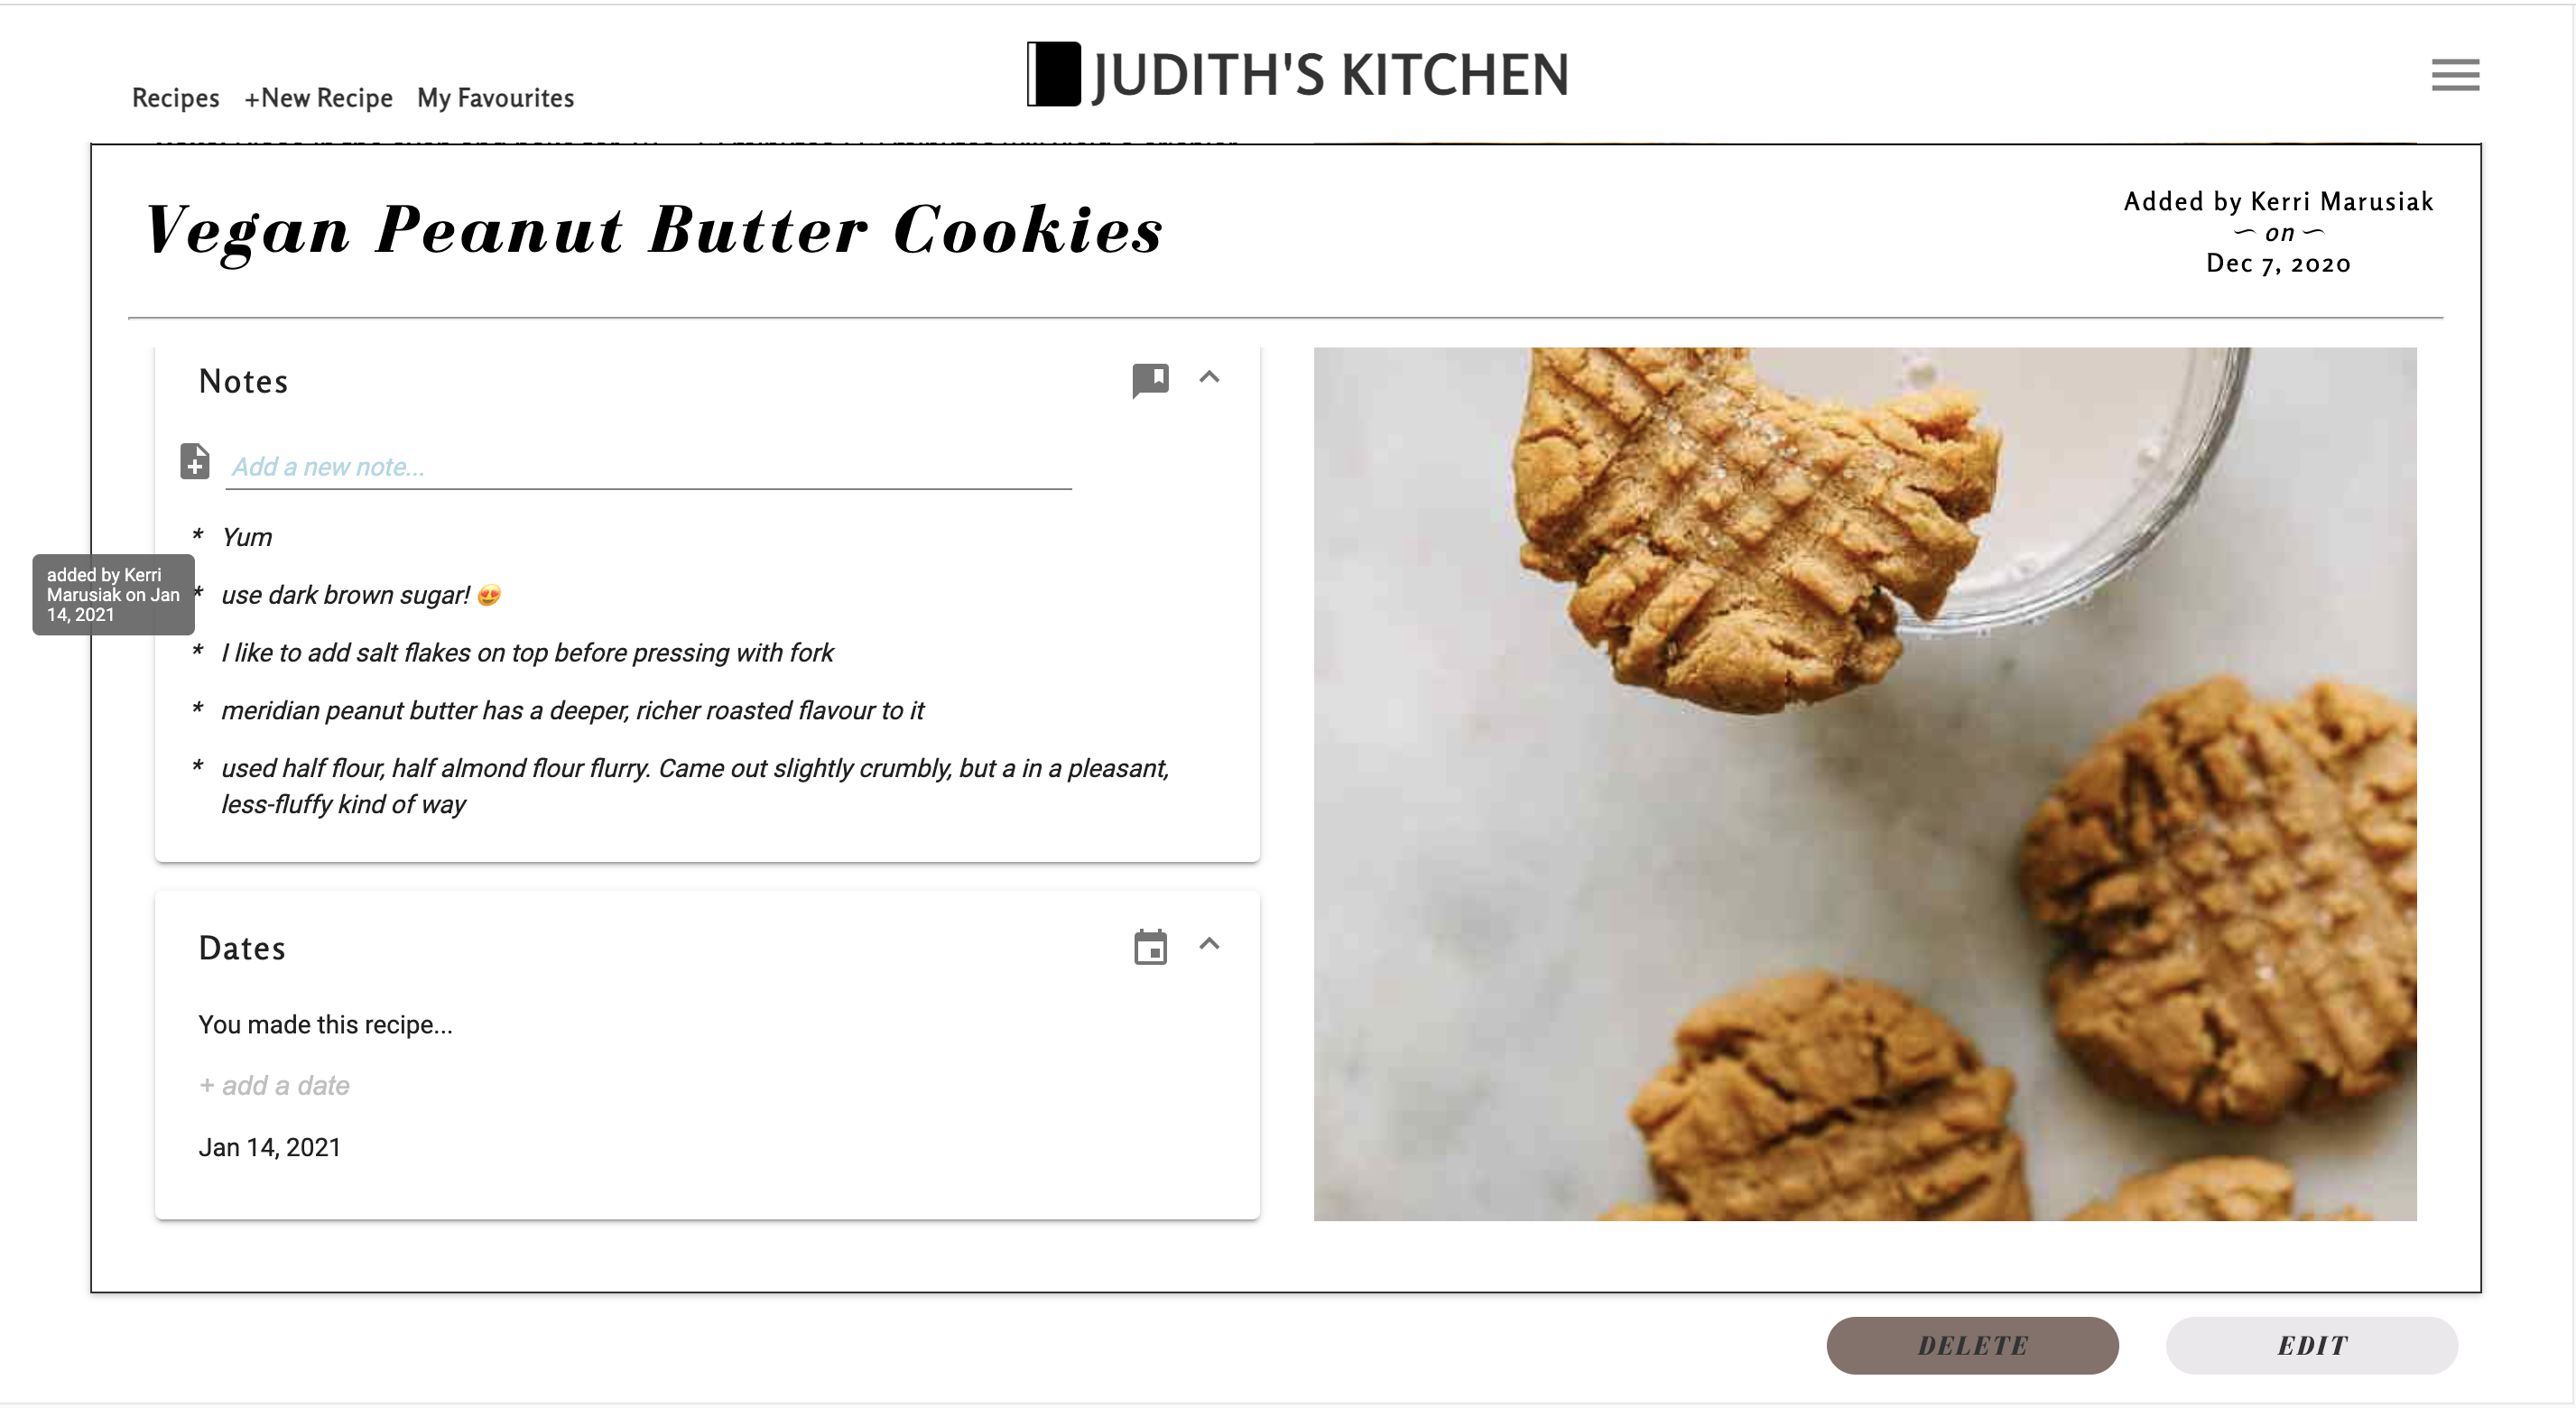 JUDITH'S KITCHEN
Recipes +New Recipe My Favourites
Vegan Peanut Butter Cookies
Added by Kerri Marusiak
on
Dec 7, 2020
Notes
Add a new note...
* Yum
added by Kerri
Marusiak on Jan
14, 2021
* use dark brown sugar! 😍
* I like to add salt flakes on top before pressing with fork
* meridian peanut butter has a deeper, richer roasted flavour to it
* used half flour, half almond flour flurry. Came out slightly crumbly, but a in a pleasant,
less-fluffy kind of way
Dates
You made this recipe...
+ add a date
Jan 14, 2021
DELETE EDIT